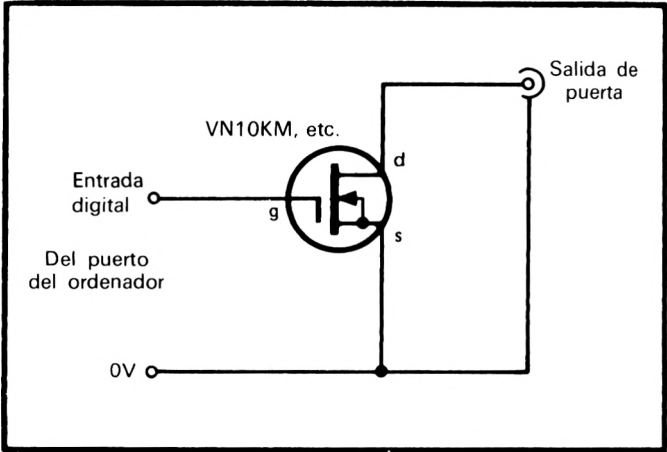 Salida de
puerta
VN10KM, etc.
d
Entrada
digital
g
s
Del puerto
del ordenador
0V